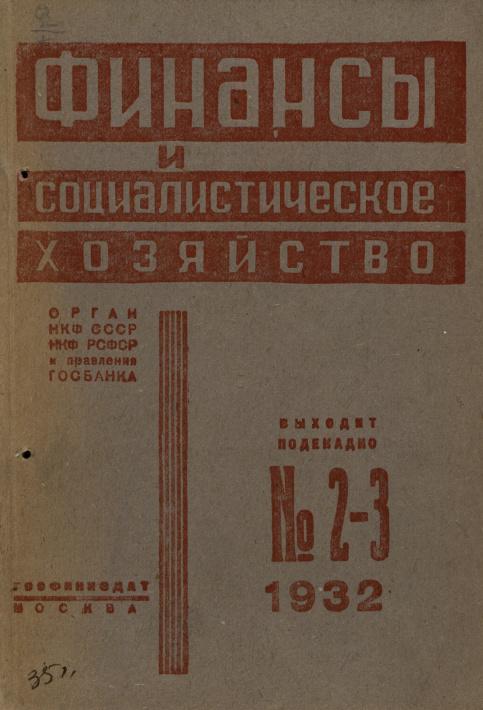 ФИНАНСЫ
И
СОЦИАЛИСТИЧЕСКОЕ
ХОЗЯЙСТВО
ОРГАН
НКФ СССР
НКФ РСФСР
и правления
ГОСБАНКА
ВЫХОДИТ
ПОДЕКАДНО
№ 2-3
1932
ГОСФИНИЗДАТ
МОСКВА